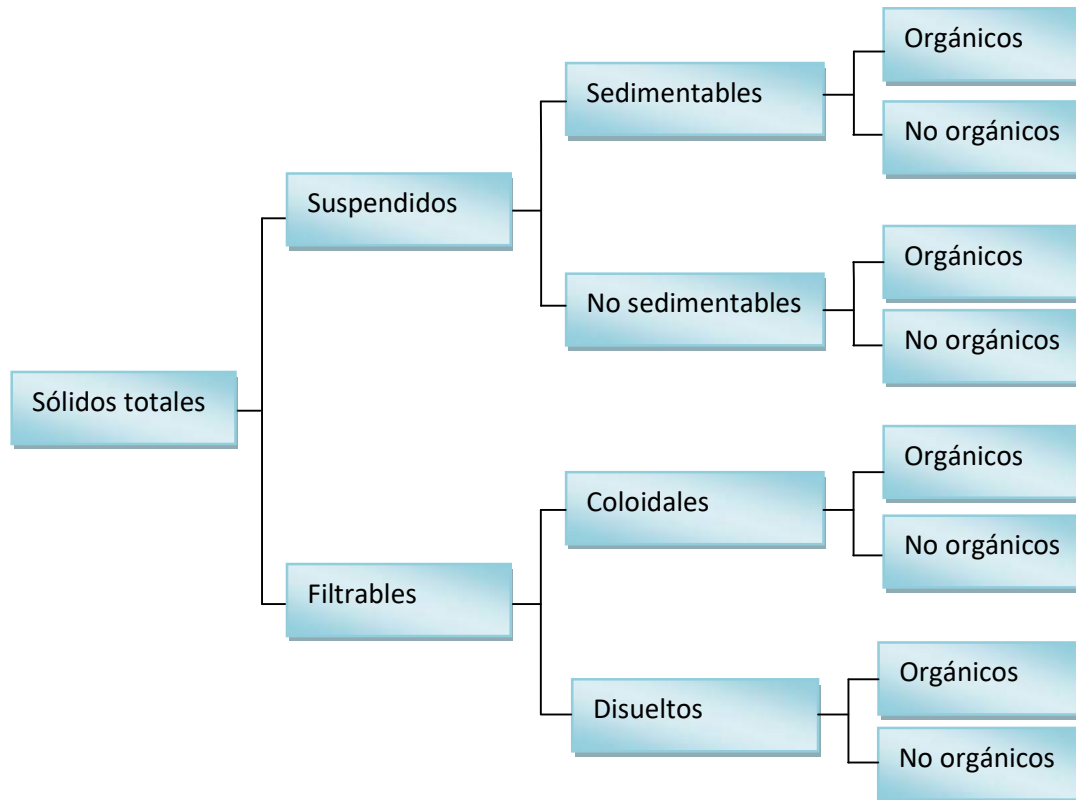 Orgánicos
Sedimentables
No orgánicos
Suspendidos
Orgánicos
No sedimentables
No orgánicos
Sólidos totales
Orgánicos
Coloidales
No orgánicos
Filtrables
Orgánicos
Disueltos
No orgánicos